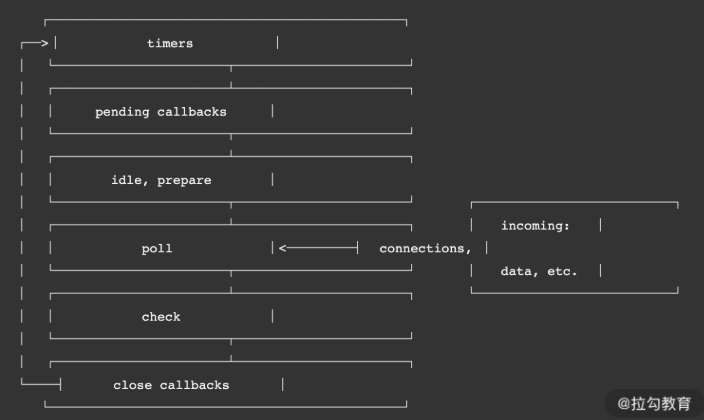 timers
pending callbacks
idle, prepare
incoming:
poll
connections,
data, etc.
check
close callbacks
@拉勾教育